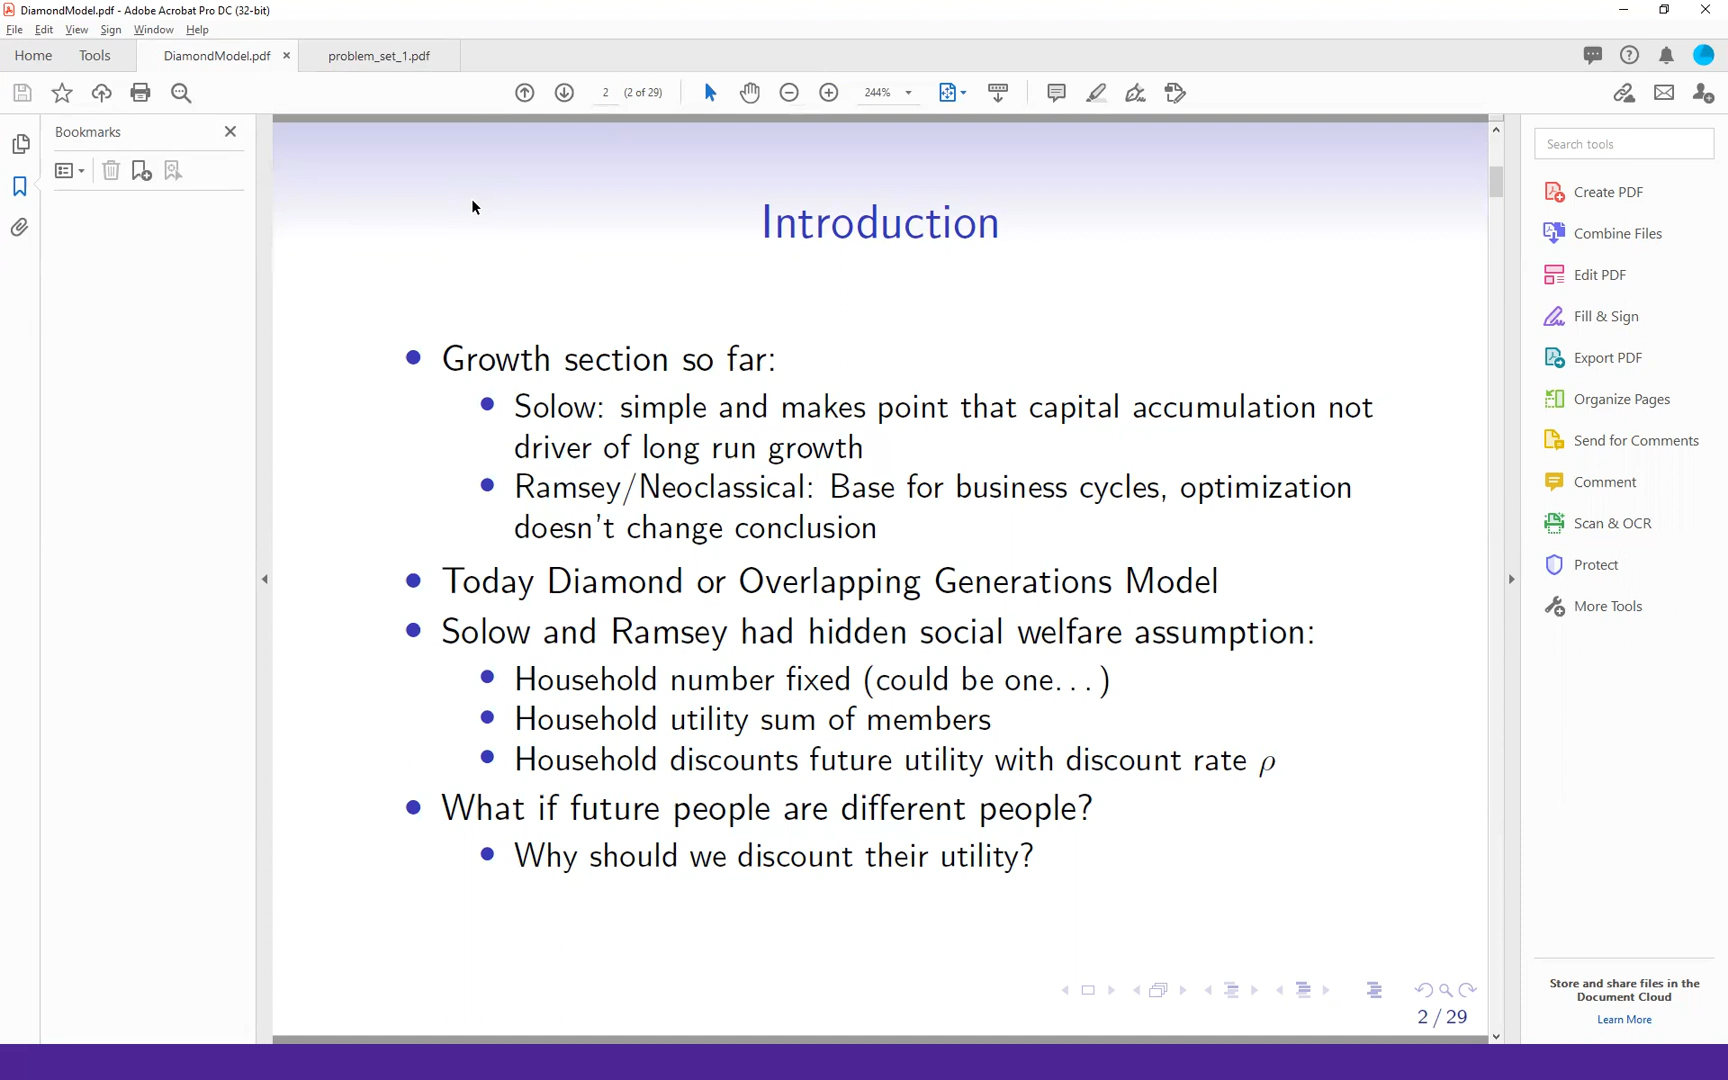 DiamondModel.pdf - Adobe Acrobat Pro DC (32-bit)
File Edit View Sign Window Help
Home Tools DiamondModel.pdf × problem_set_1.pdf
2 (2 of 29) 244%
Bookmarks
Search tools
Create PDF
Combine Files
Edit PDF
Fill & Sign
Export PDF
Organize Pages
Send for Comments
Comment
Scan & OCR
Protect
More Tools
Store and share files in the
Document Cloud
Learn More
Introduction
Growth section so far:
Solow: simple and makes point that capital accumulation not
driver of long run growth
Ramsey/Neoclassical: Base for business cycles, optimization
doesn't change conclusion
Today Diamond or Overlapping Generations Model
Solow and Ramsey had hidden social welfare assumption:
Household number fixed (could be one...)
Household utility sum of members
Household discounts future utility with discount rate ρ
What if future people are different people?
Why should we discount their utility?
2 / 29